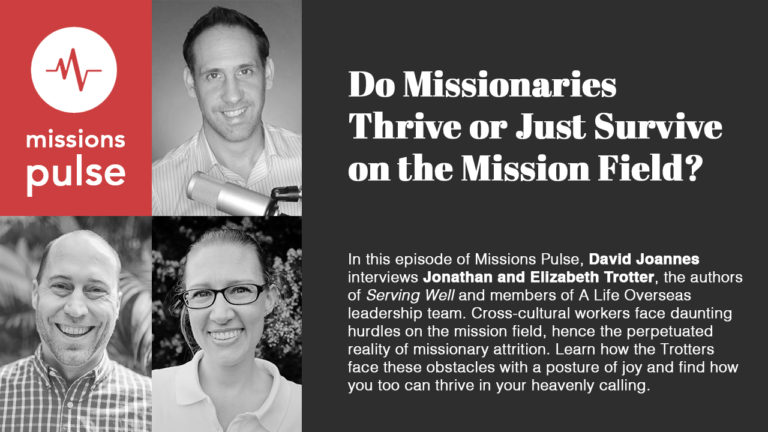 missions
pulse
Do Missionaries
Thrive or Just Survive
on the Mission Field?
In this episode of Missions Pulse, David Joannes
interviews Jonathan and Elizabeth Trotter, the authors
of Serving Well and members of A Life Overseas
leadership team. Cross-cultural workers face daunting
hurdles on the mission field, hence the perpetuated
reality of missionary attrition. Learn how the Trotters
face these obstacles with a posture of joy and find how
you too can thrive in your heavenly calling.